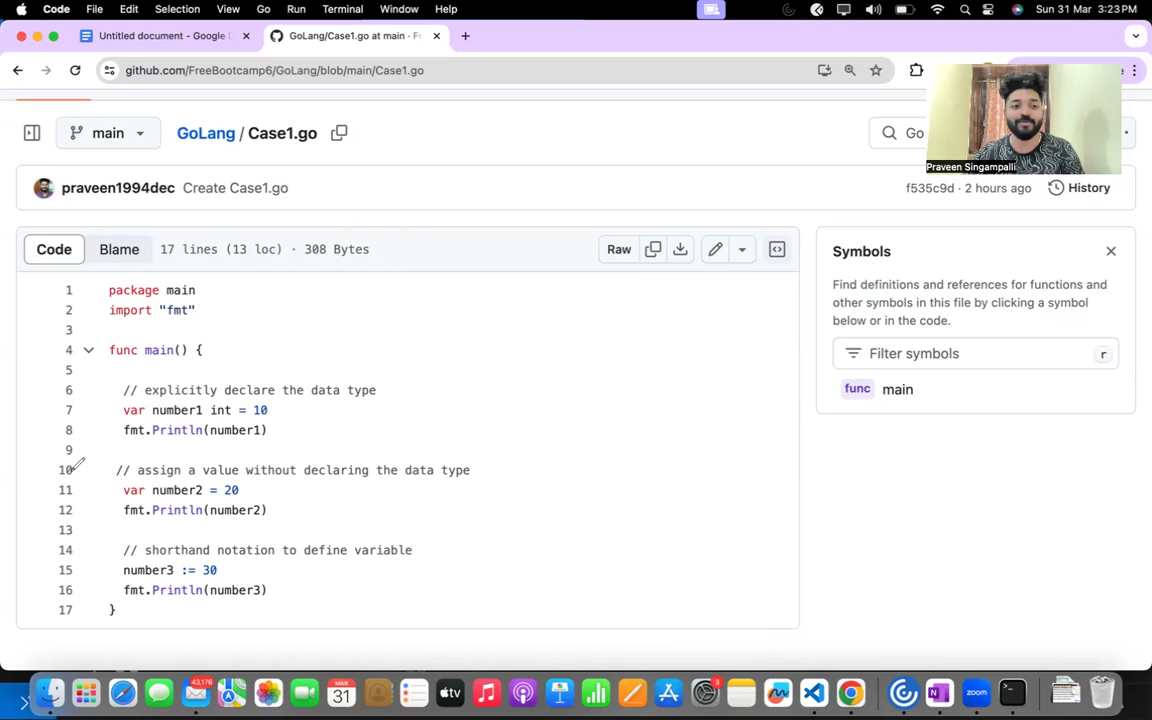 Code File Edit Selection View Go Run Terminal Window Help Sun 31 Mar 3:23PM
Untitled document - Google
GoLang/Case1.go at main · F
github.com/FreeBootcamp6/GoLang/blob/main/Case1.go
main
GoLang / Case1.go
Go
Praveen Singampalli
praveen1994dec Create Case1.go
f535c9d · 2 hours ago
History
Code Blame 17 lines (13 loc) · 308 Bytes
Raw
Symbols
Find definitions and references for functions and
other symbols in this file by clicking a symbol
below or in the code.
Filter symbols r
func main
1 package main
2 import "fmt"
3
4 func main() {
5
6 // explicitly declare the data type
7 var number1 int = 10
8 fmt.Println(number1)
9
10 // assign a value without declaring the data type
11 var number2 = 20
12 fmt.Println(number2)
13
14 // shorthand notation to define variable
15 number3 := 30
16 fmt.Println(number3)
17 }
43,176
MAR
31
tv
3
N
zoom